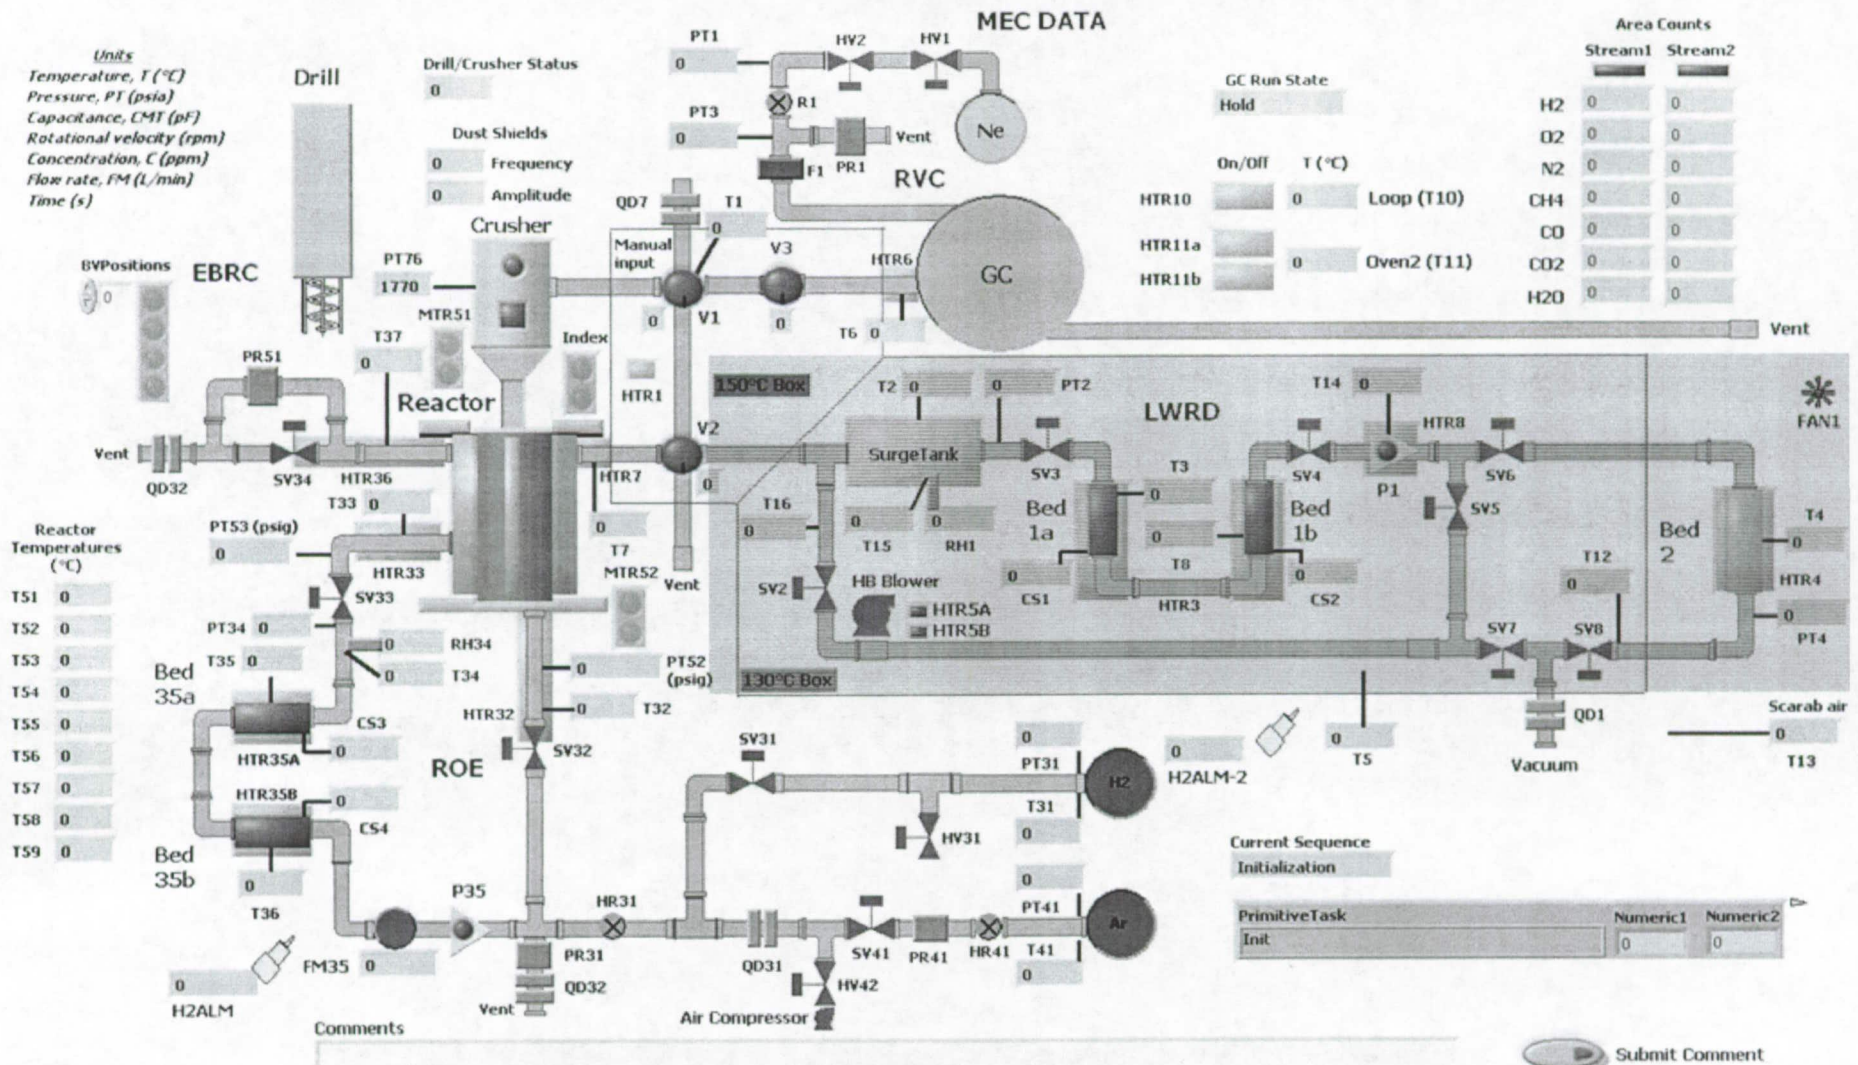 MEC DATA
Units
Temperature, T (°C)
Pressure, PT (psia)
Capacitance, CMT (pF)
Rotational velocity (rpm)
Concentration, C (ppm)
Flow rate, FM (L/min)
Time (s)
Drill
Drill/Crusher Status
0
Dust Shields
0 Frequency
0 Amplitude
PT1
0
HV2
HV1
R1
Ne
PT3
0
Vent
F1
PR1
RVC
GC Run State
Hold
On/Off T (°C)
HTR10 0 Loop (T10)
HTR11a
0 Oven2 (T11)
HTR11b
Area Counts
Stream1 Stream2
H2 0 0
O2 0 0
N2 0 0
CH4 0 0
CO 0 0
CO2 0 0
H2O 0 0
Crusher
QD7
T1
0
Manual
input
V3
HTR6
GC
Vent
BVPositions
0
EBRC
PT76
1770
MTR51
V1
0
0
T6 0
T37
0
Index
HTR1
PR51
Reactor
150°C Box
T2 0
0 PT2
T14 0
LWRD
FAN1
V2
Vent
QD32
SV34
HTR36
HTR7
0
SurgeTank
SV3
SV4
HTR8
P1
SV6
T33
0
T16
0
T3
0
Bed
1a
Bed
1b
SV5
Bed
2
T4
0
PT53 (psig)
0
0
T7
0
T15
0
RH1
0
T8
T12
0
Reactor
Temperatures
(°C)
HTR33
MTR52
Vent
SV2
HB Blower
HTR5A
HTR5B
0
CS1
HTR3
0
CS2
HTR4
0
PT4
T51 0
T52 0
T53 0
T54 0
T55 0
T56 0
T57 0
T58 0
T59 0
SV33
PT34 0
0 RH34
T35 0
0 T34
Bed
35a
0 PT52
(psig)
130°C Box
SV7
SV8
HTR32
0 T32
CS3
0
HTR35A
ROE
SV32
QD1
Vacuum
Scarab air
0
T13
0
T5
0
H2ALM-2
SV31
0
PT31
H2
T31
0
HTR35B
0
CS4
HV31
Bed
35b
0
T36
P35
HR31
0
PT41
Ar
T41
0
Current Sequence
Initialization
PrimitiveTask Numeric1 Numeric2
Init 0 0
FM35 0
PR31
QD32
Vent
QD31
SV41
PR41
HR41
HV42
Air Compressor
0
H2ALM
Comments
Submit Comment